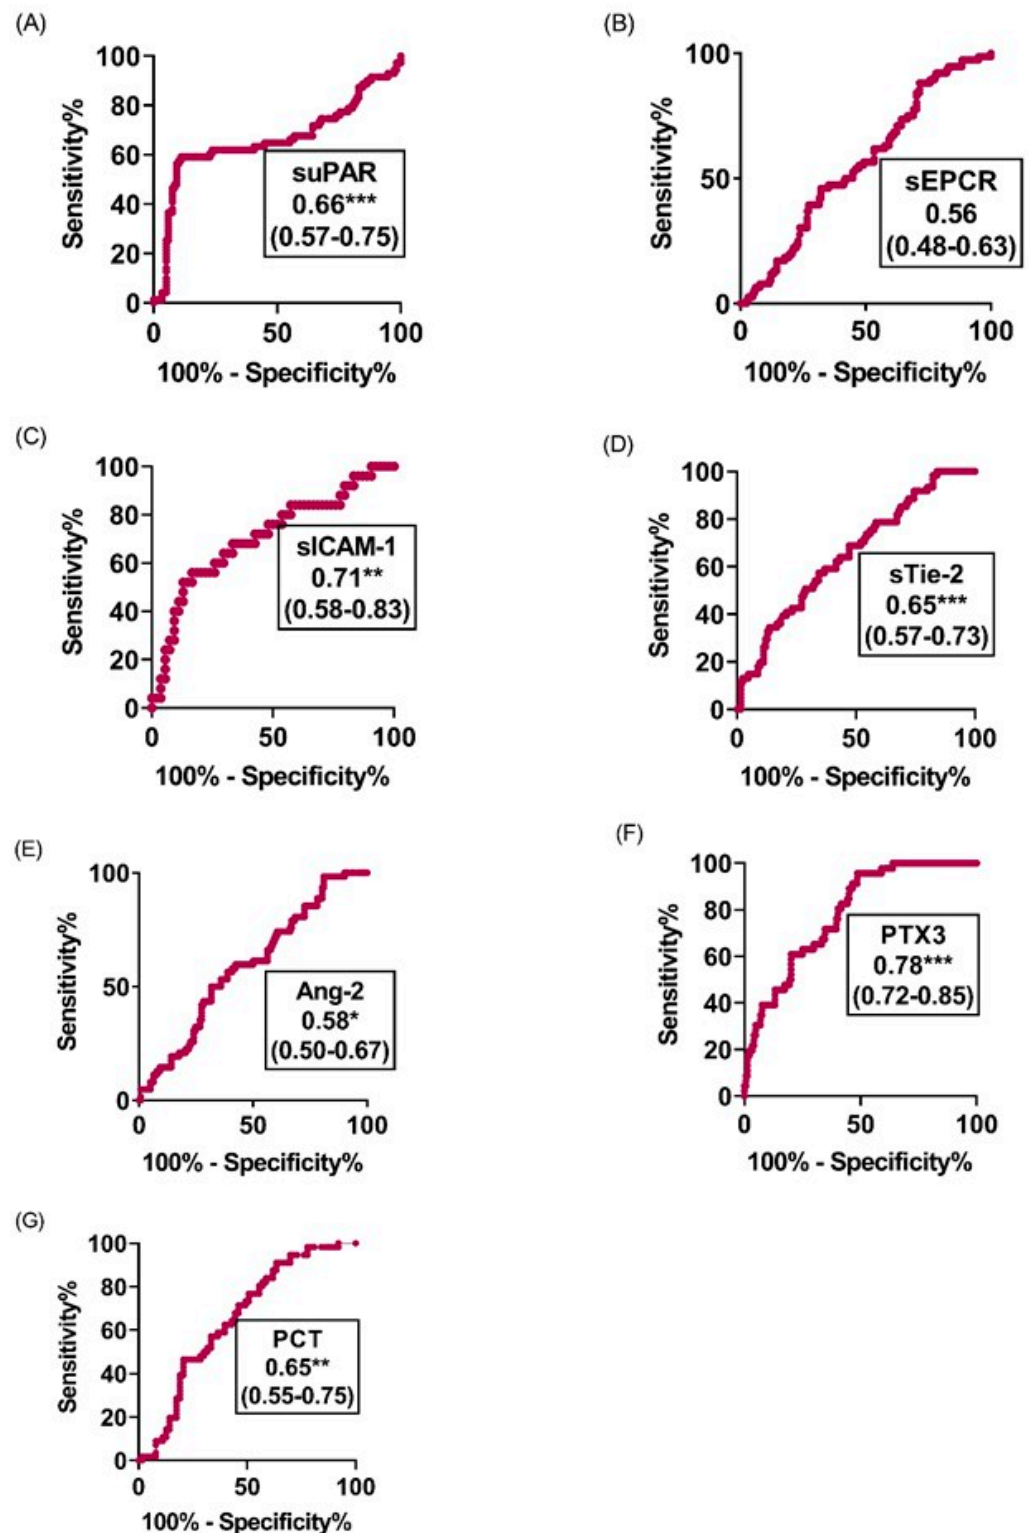 (A)
100
80
60
40
20
0
Sensitivity%
suPAR
0.66***
(0.57-0.75)
0 50 100
100% - Specificity%
(B)
100
50
0
Sensitivity%
sEPCR
0.56
(0.48-0.63)
0 50 100
100% - Specificity%
(C)
100
80
60
40
20
0
Sensitivity%
sICAM-1
0.71**
(0.58-0.83)
0 50 100
100% - Specificity%
(D)
100
80
60
40
20
0
Sensitivity%
sTie-2
0.65***
(0.57-0.73)
0 50 100
100% - Specificity%
(E)
100
50
0
Sensitivity%
Ang-2
0.58*
(0.50-0.67)
0 50 100
100% - Specificity%
(F)
100
80
60
40
20
0
Sensitivity%
PTX3
0.78***
(0.72-0.85)
0 50 100
100% - Specificity%
(G)
100
80
60
40
20
0
Sensitivity%
PCT
0.65**
(0.55-0.75)
0 50 100
100% - Specificity%